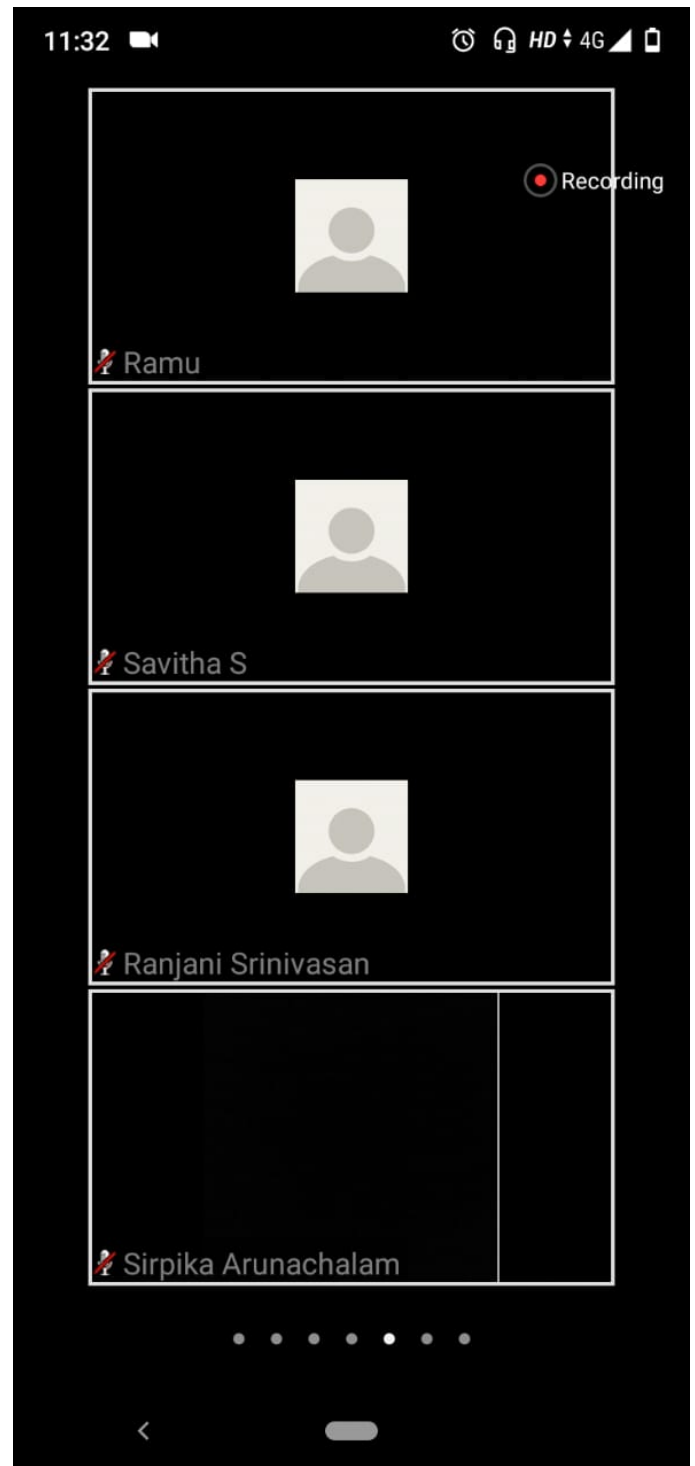 11:32 HD 4G
Recording
Ramu
Savitha S
Ranjani Srinivasan
Sirpika Arunachalam